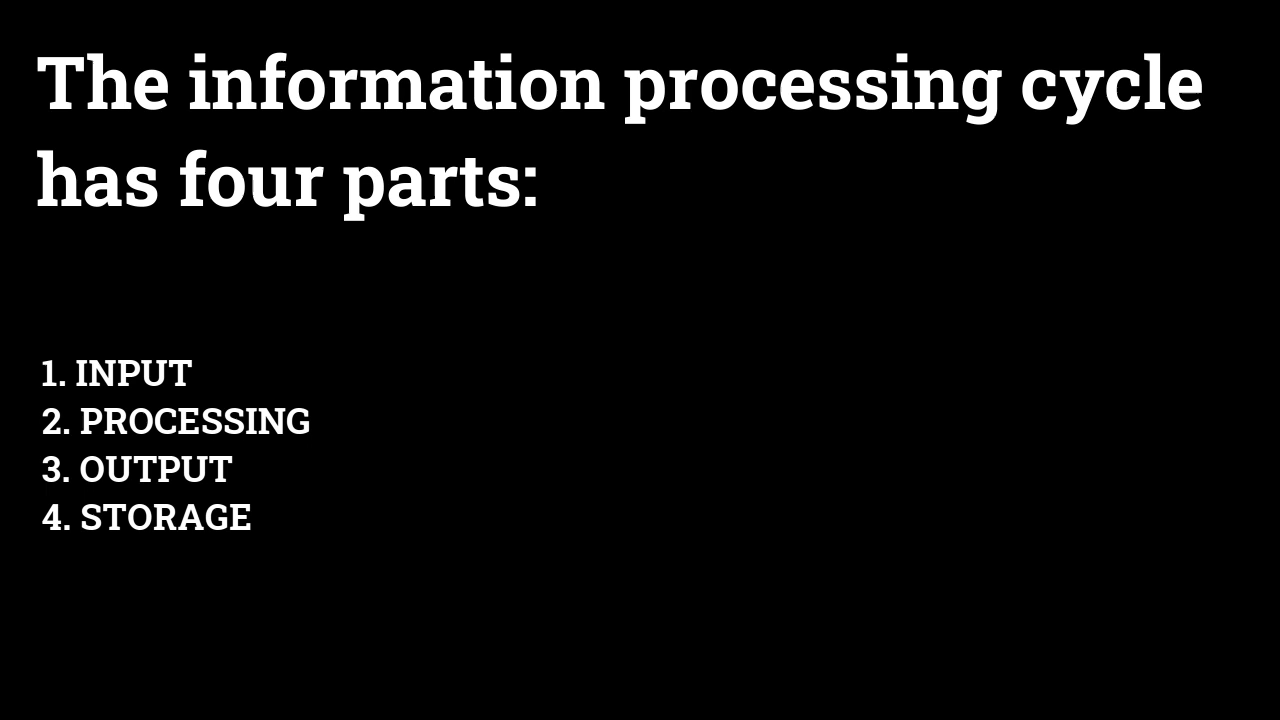 The information processing cycle
has four parts:
1. INPUT
2. PROCESSING
3. OUTPUT
4. STORAGE